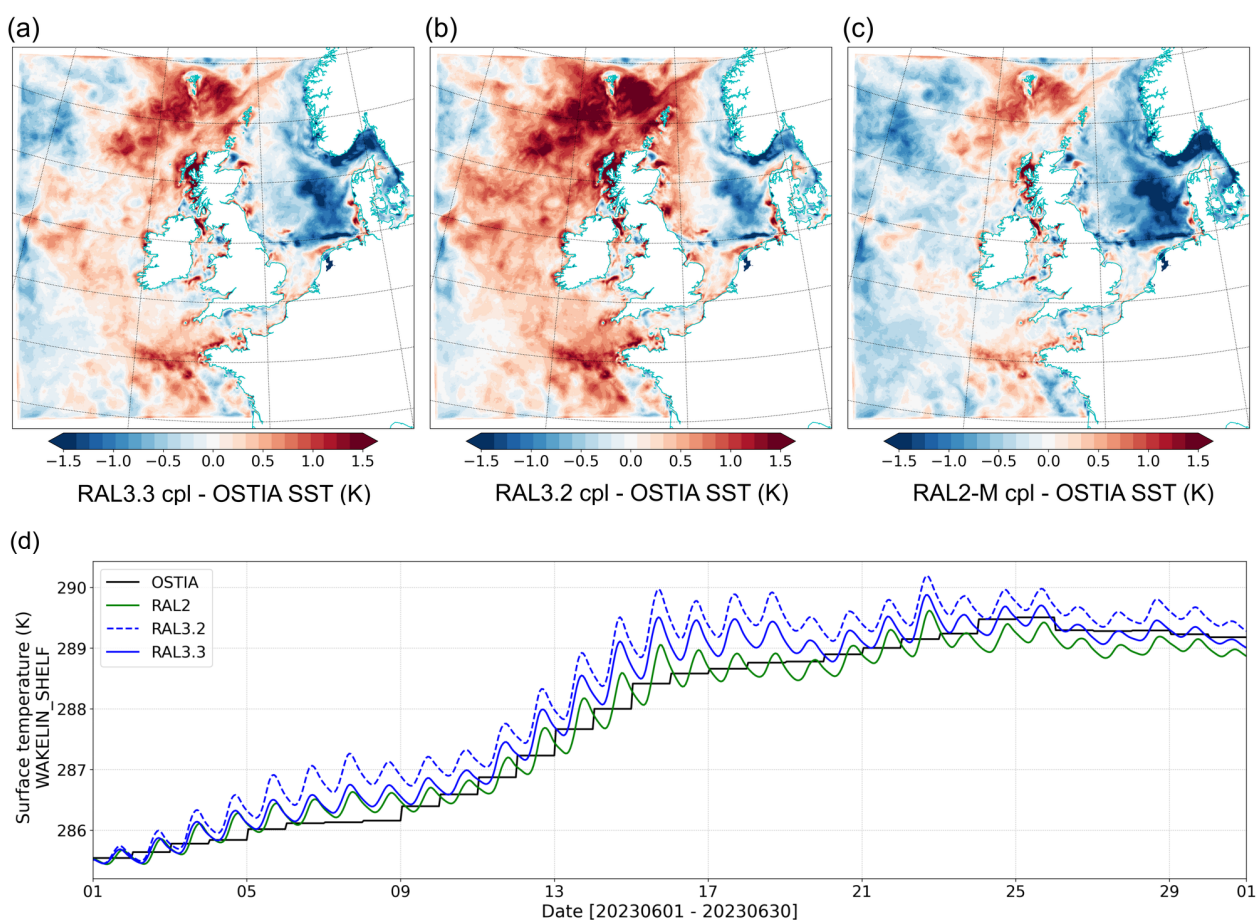 (a) (b) (c)
−1.5 −1.0 −0.5 0.0 0.5 1.0 1.5 −1.5 −1.0 −0.5 0.0 0.5 1.0 1.5 −1.5 −1.0 −0.5 0.0 0.5 1.0 1.5
RAL3.3 cpl - OSTIA SST (K) RAL3.2 cpl - OSTIA SST (K) RAL2-M cpl - OSTIA SST (K)
(d)
Surface temperature (K)
WAKELIN_SHELF
290
289
288
287
286
OSTIA
RAL2
RAL3.2
RAL3.3
01 05 09 13 17 21 25 29 01
Date [20230601 - 20230630]